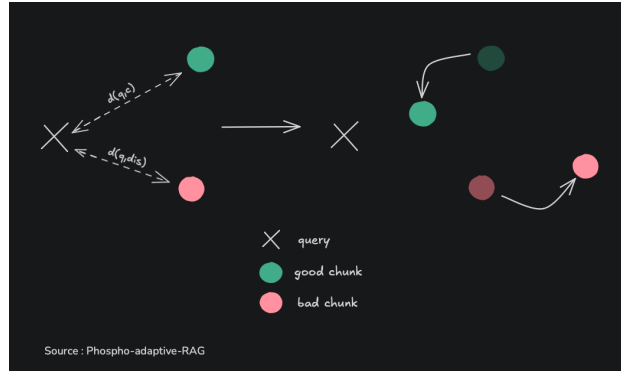 d(q,c)
d(q,dis)
query
good chunk
bad chunk
Source : Phospho-adaptive-RAG